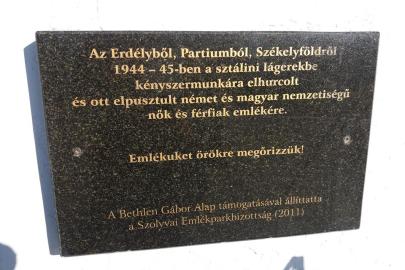 Az Erdélyből, Partiumból, Székelyföldről
1944 – 45-ben a sztálini lágerekbe
kényszermunkára elhurcolt
és ott elpusztult német és magyar nemzetiségű
nők és férfiak emlékére.
Emléküket örökre megőrizzük!
A Bethlen Gábor Alap támogatásával állíttatta
a Szolyvai Emlékparkbizottság (2011)